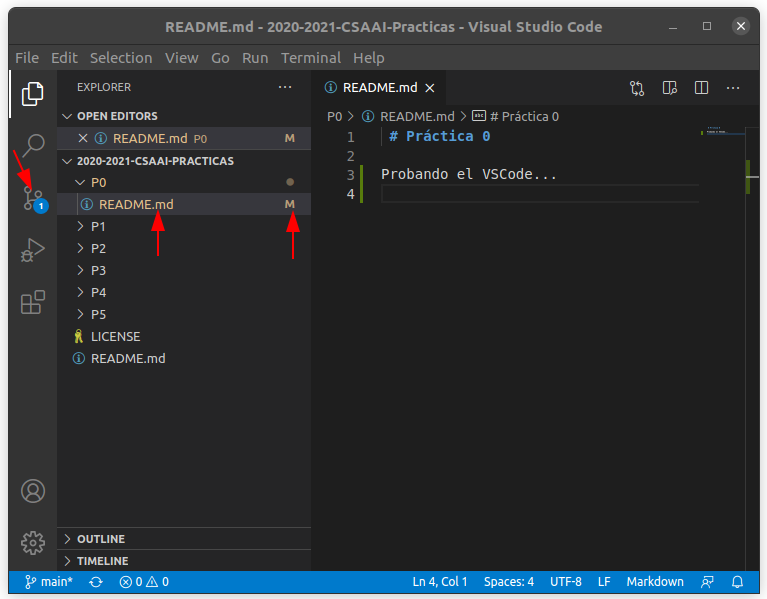 README.md - 2020-2021-CSAAI-Practicas - Visual Studio Code
File Edit Selection View Go Run Terminal Help
EXPLORER
OPEN EDITORS
README.md P0 M
2020-2021-CSAAI-PRACTICAS
P0
README.md M
P1
P2
P3
P4
P5
LICENSE
README.md
OUTLINE
TIMELINE
1
README.md
P0 > README.md > abc # Práctica 0
1 # Práctica 0
2
3 Probando el VSCode...
4
main* 0 0 Ln 4, Col 1 Spaces: 4 UTF-8 LF Markdown